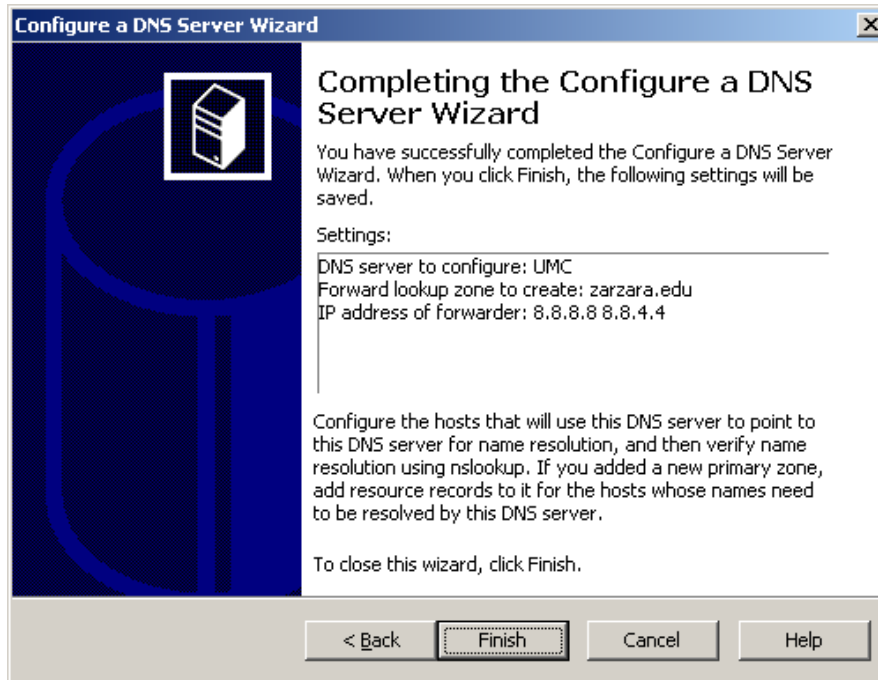 Configure a DNS Server Wizard
Completing the Configure a DNS
Server Wizard
You have successfully completed the Configure a DNS Server
Wizard. When you click Finish, the following settings will be
saved.
Settings:
DNS server to configure: UMC
Forward lookup zone to create: zarzara.edu
IP address of forwarder: 8.8.8.8 8.8.4.4
Configure the hosts that will use this DNS server to point to
this DNS server for name resolution, and then verify name
resolution using nslookup. If you added a new primary zone,
add resource records to it for the hosts whose names need
to be resolved by this DNS server.
To close this wizard, click Finish.
< Back Finish Cancel Help